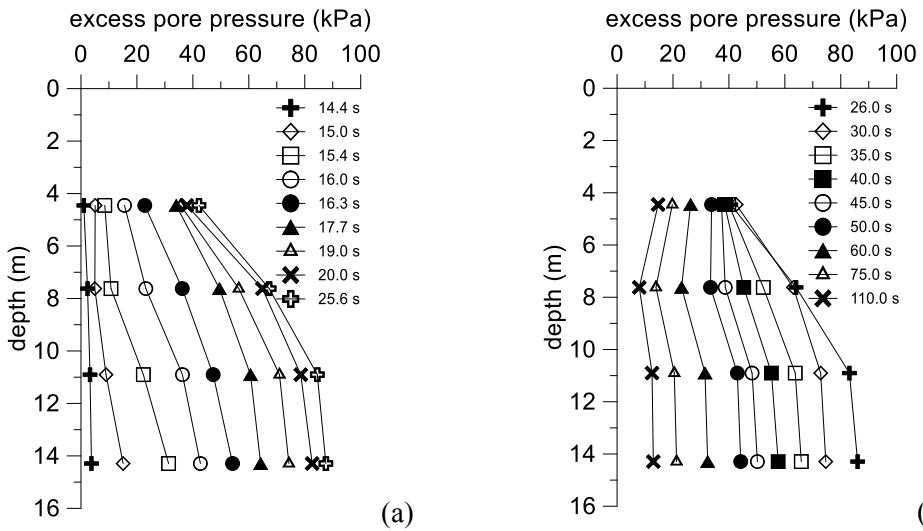 excess pore pressure (kPa)
0 20 40 60 80 100
0
2
4
6
8
10
12
14
16
depth (m)
14.4 s
15.0 s
15.4 s
16.0 s
16.3 s
17.7 s
19.0 s
20.0 s
25.6 s
(a)
excess pore pressure (kPa)
0 20 40 60 80 100
0
2
4
6
8
10
12
14
16
depth (m)
26.0 s
30.0 s
35.0 s
40.0 s
45.0 s
50.0 s
60.0 s
75.0 s
110.0 s
(